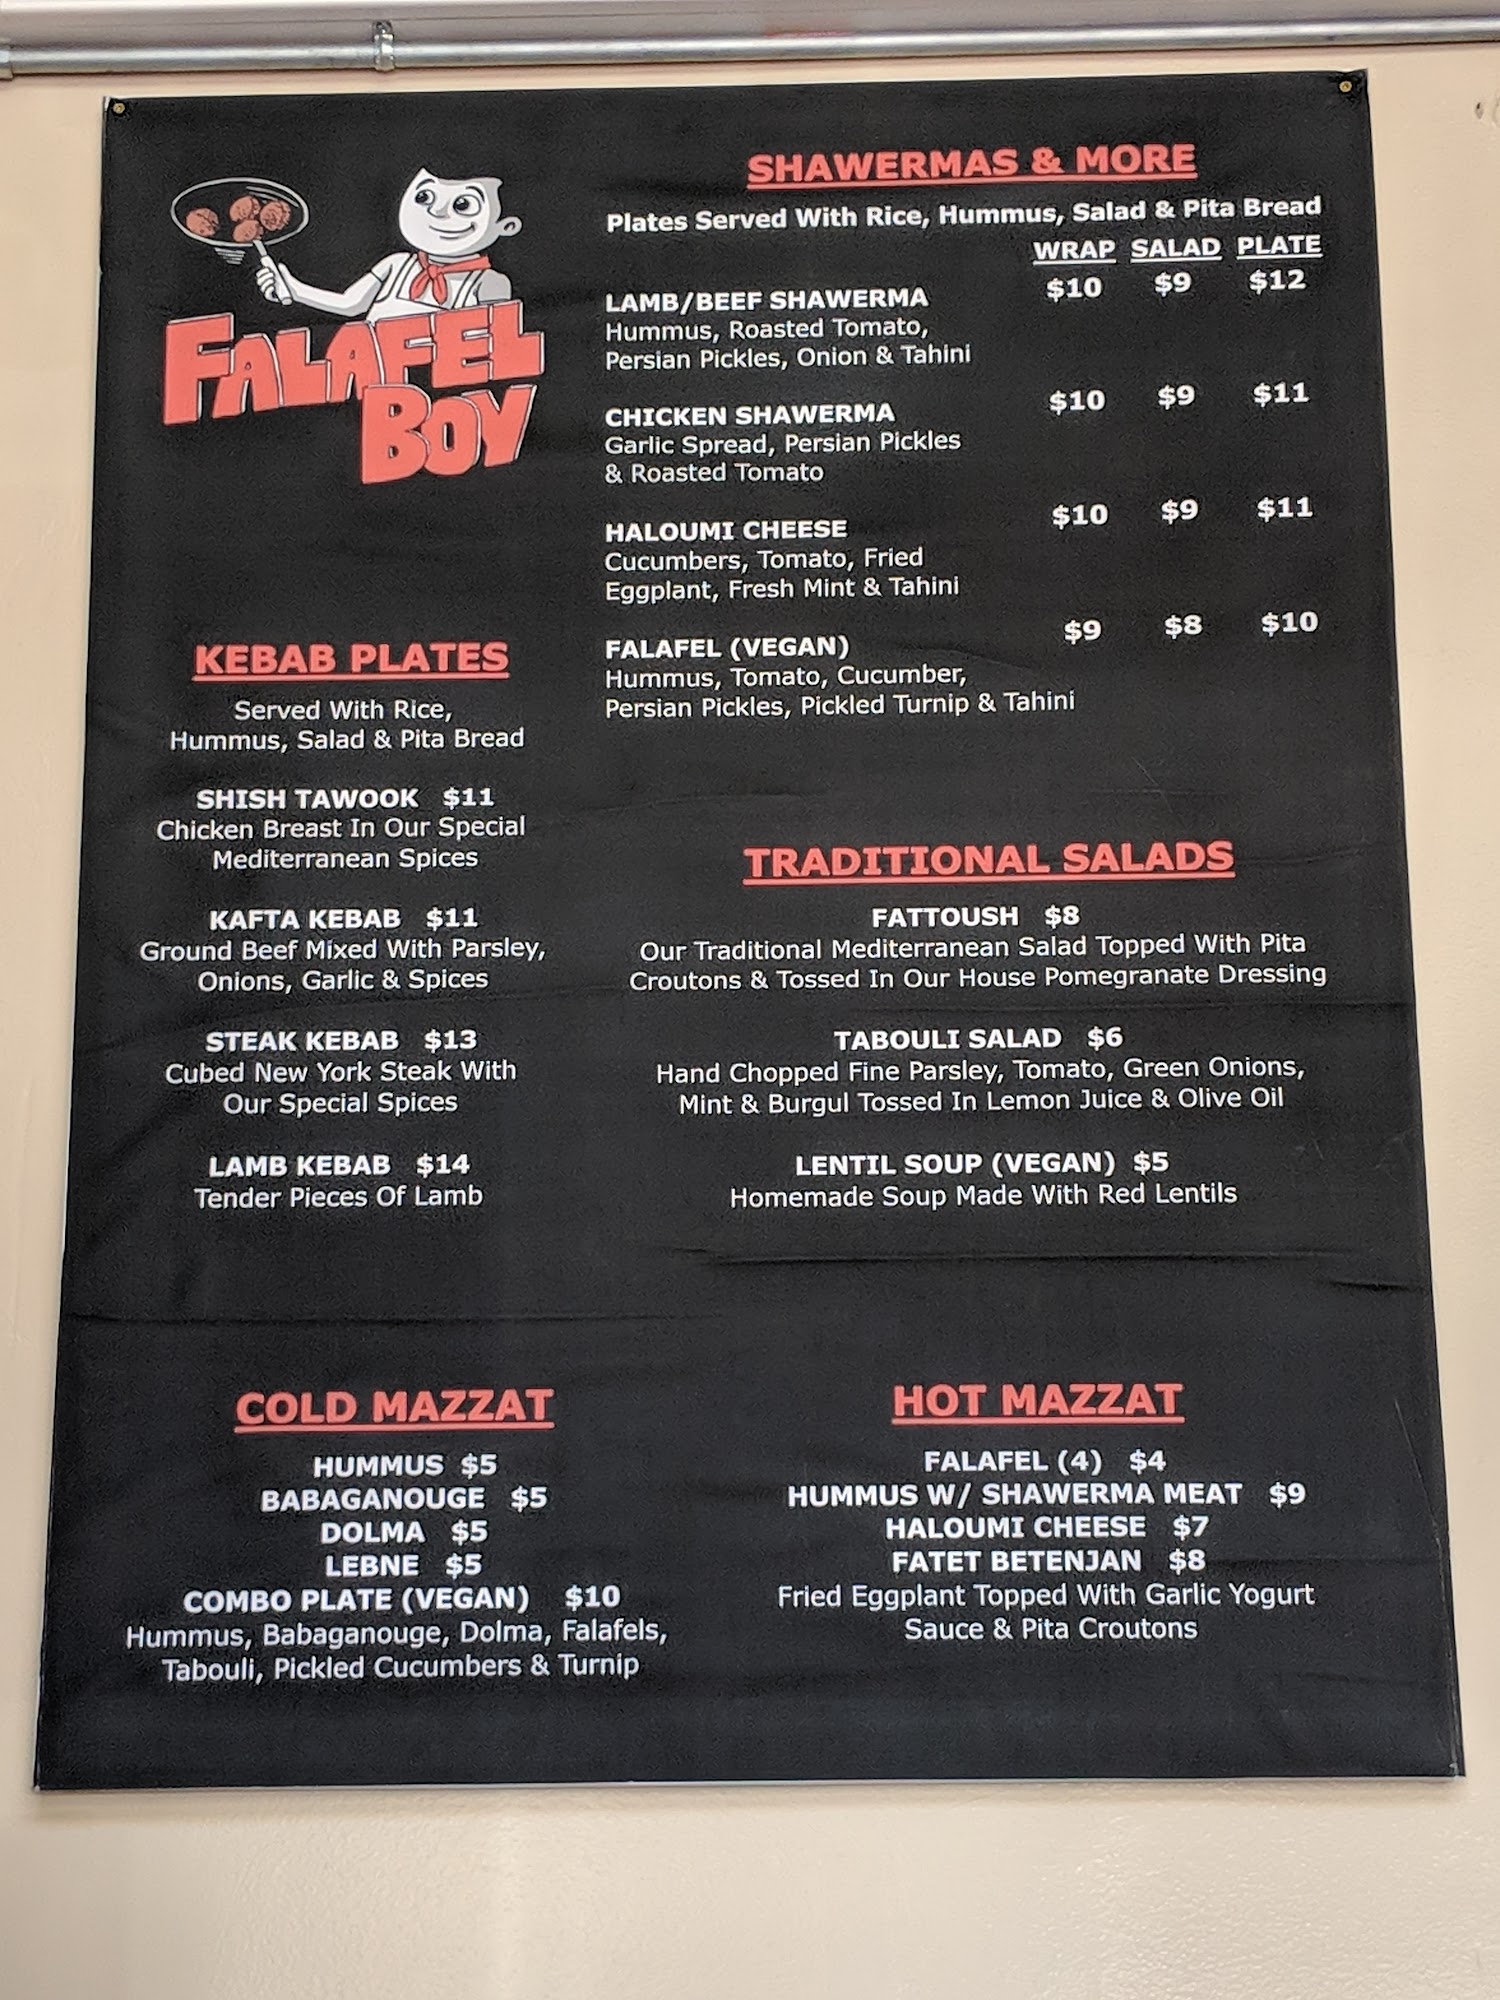 FALAFEL
BOY
SHAWERMAS & MORE
Plates Served With Rice, Hummus, Salad & Pita Bread
WRAP SALAD PLATE
LAMB/BEEF SHAWERMA $10 $9 $12
Hummus, Roasted Tomato,
Persian Pickles, Onion & Tahini
CHICKEN SHAWERMA $10 $9 $11
Garlic Spread, Persian Pickles
& Roasted Tomato
HALOUMI CHEESE $10 $9 $11
Cucumbers, Tomato, Fried
Eggplant, Fresh Mint & Tahini
FALAFEL (VEGAN) $9 $8 $10
Hummus, Tomato, Cucumber,
Persian Pickles, Pickled Turnip & Tahini
KEBAB PLATES
Served With Rice,
Hummus, Salad & Pita Bread
SHISH TAWOOK $11
Chicken Breast In Our Special
Mediterranean Spices
KAFTA KEBAB $11
Ground Beef Mixed With Parsley,
Onions, Garlic & Spices
STEAK KEBAB $13
Cubed New York Steak With
Our Special Spices
LAMB KEBAB $14
Tender Pieces Of Lamb
TRADITIONAL SALADS
FATTOUSH $8
Our Traditional Mediterranean Salad Topped With Pita
Croutons & Tossed In Our House Pomegranate Dressing
TABOULI SALAD $6
Hand Chopped Fine Parsley, Tomato, Green Onions,
Mint & Burgul Tossed In Lemon Juice & Olive Oil
LENTIL SOUP (VEGAN) $5
Homemade Soup Made With Red Lentils
COLD MAZZAT
HUMMUS $5
BABAGANOUGE $5
DOLMA $5
LEBNE $5
COMBO PLATE (VEGAN) $10
Hummus, Babaganouge, Dolma, Falafels,
Tabouli, Pickled Cucumbers & Turnip
HOT MAZZAT
FALAFEL (4) $4
HUMMUS W/ SHAWERMA MEAT $9
HALOUMI CHEESE $7
FATET BETENJAN $8
Fried Eggplant Topped With Garlic Yogurt
Sauce & Pita Croutons